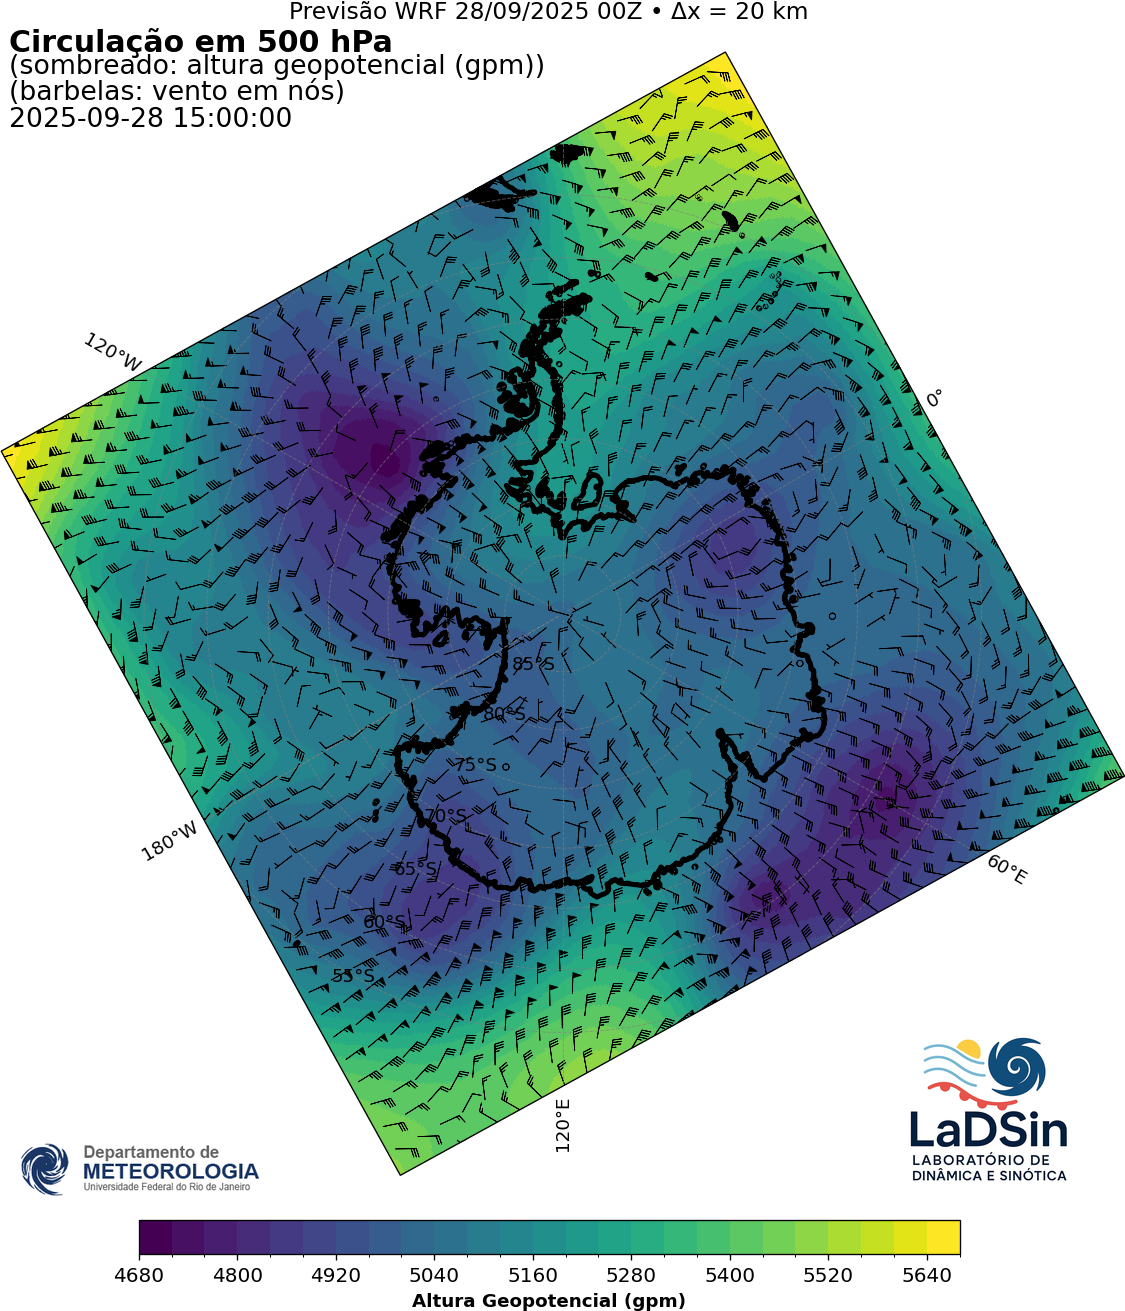 Previsão WRF 28/09/2025 00Z • Δx = 20 km
Circulação em 500 hPa
(sombreado: altura geopotencial (gpm))
(barbelas: vento em nós)
2025-09-28 15:00:00
120°W
0°
85°S
80°S
75°S
70°S
180°W
65°S
60°E
60°S
55°S
120°E
LaDSin
LABORATÓRIO DE
DINÂMICA E SINÓTICA
Departamento de
METEOROLOGIA
Universidade Federal do Rio de Janeiro
4680 4800 4920 5040 5160 5280 5400 5520 5640
Altura Geopotencial (gpm)